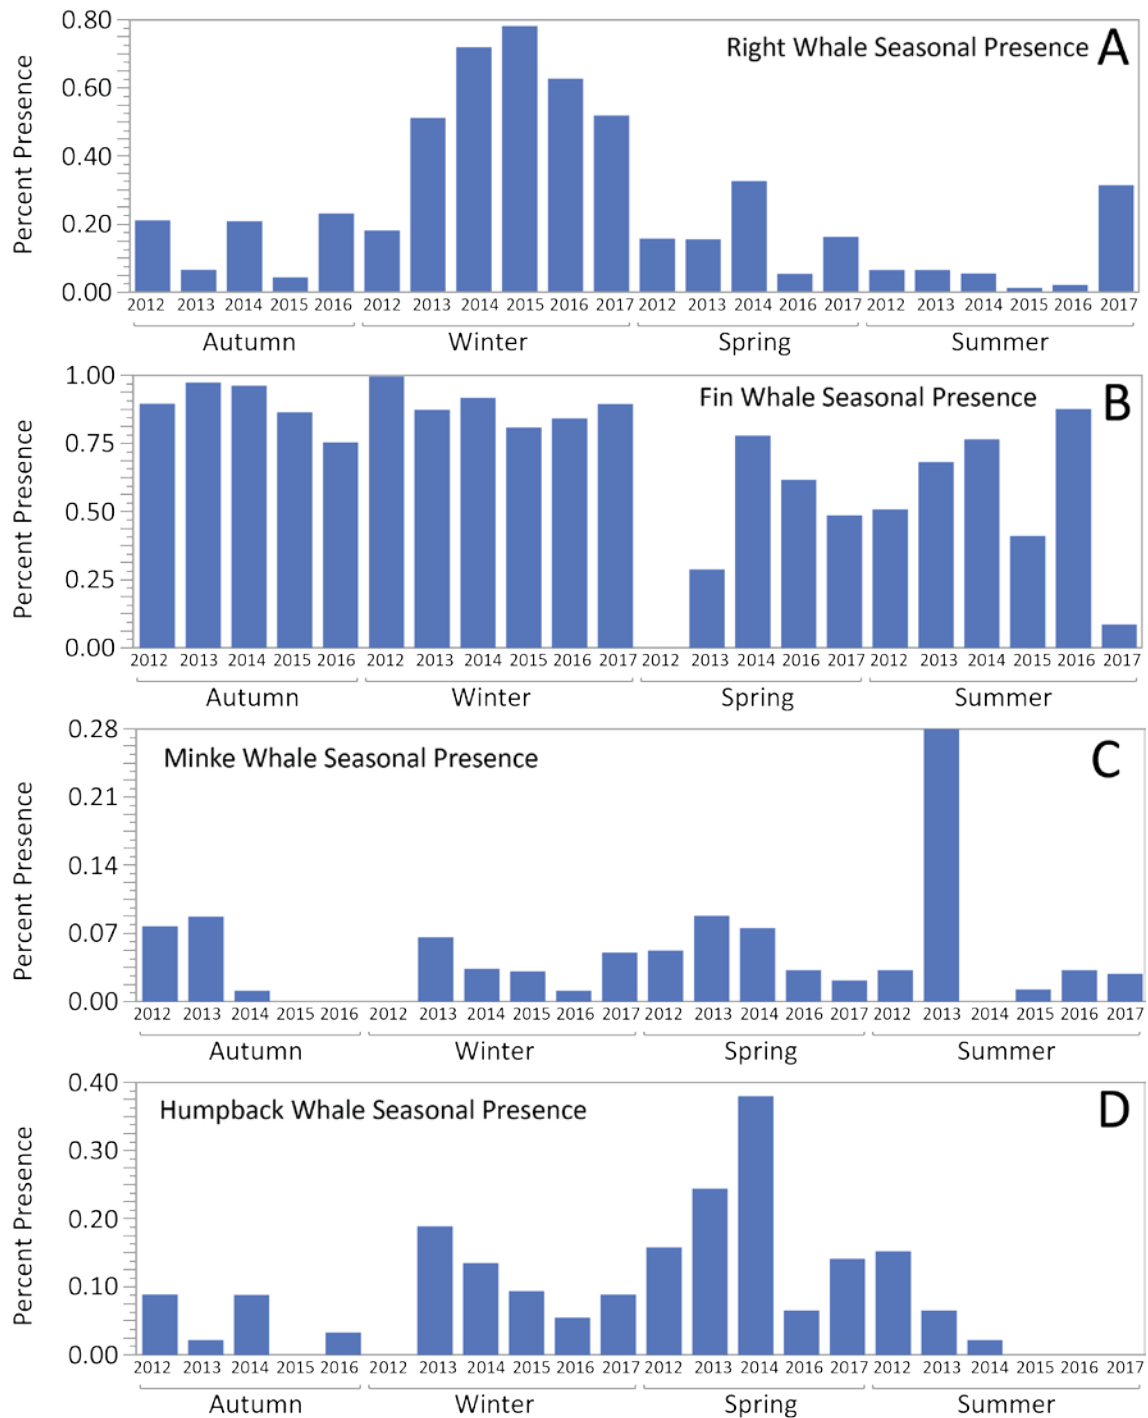 Right Whale Seasonal Presence A
Percent Presence
0.80
0.60
0.40
0.20
0.00
2012 2013 2014 2015 2016 2012 2013 2014 2015 2016 2017 2012 2013 2014 2016 2017 2012 2013 2014 2015 2016 2017
Autumn Winter Spring Summer
Fin Whale Seasonal Presence B
Percent Presence
1.00
0.75
0.50
0.25
0.00
2012 2013 2014 2015 2016 2012 2013 2014 2015 2016 2017 2012 2013 2014 2016 2017 2012 2013 2014 2015 2016 2017
Autumn Winter Spring Summer
Minke Whale Seasonal Presence C
Percent Presence
0.28
0.21
0.14
0.07
0.00
2012 2013 2014 2015 2016 2012 2013 2014 2015 2016 2017 2012 2013 2014 2016 2017 2012 2013 2014 2015 2016 2017
Autumn Winter Spring Summer
Humpback Whale Seasonal Presence D
Percent Presence
0.40
0.30
0.20
0.10
0.00
2012 2013 2014 2015 2016 2012 2013 2014 2015 2016 2017 2012 2013 2014 2016 2017 2012 2013 2014 2015 2016 2017
Autumn Winter Spring Summer